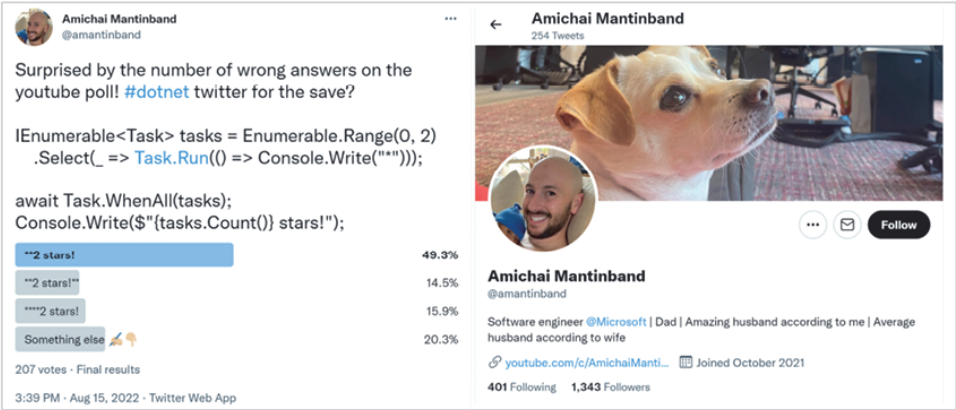 Amichai Mantinband
@amantinband
Surprised by the number of wrong answers on the
youtube poll! #dotnet twitter for the save?
IEnumerable<Task> tasks = Enumerable.Range(0, 2)
.Select(_ => Task.Run(() => Console.Write("*")));
await Task.WhenAll(tasks);
Console.Write($"{tasks.Count()} stars!");
**2 stars! 49.3%
**2 stars!** 14.5%
****2 stars! 15.9%
Something else ✍🏼👇🏼 20.3%
207 votes · Final results
3:39 PM · Aug 15, 2022 · Twitter Web App
Amichai Mantinband
254 Tweets
Follow
Amichai Mantinband
@amantinband
Software engineer @Microsoft | Dad | Amazing husband according to me | Average
husband according to wife
youtube.com/c/AmichaiManti... Joined October 2021
401 Following 1,343 Followers